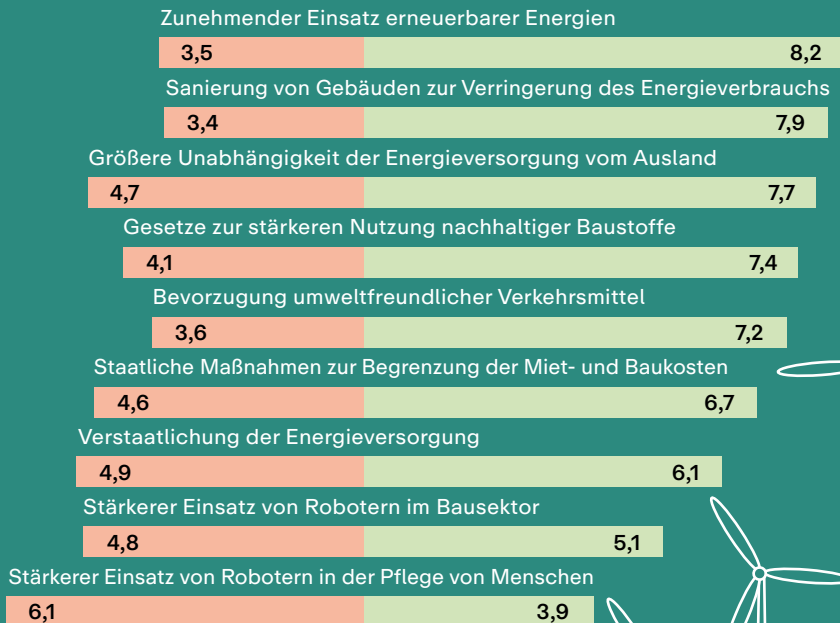 Zunehmender Einsatz erneuerbarer Energien
3,5 8,2
Sanierung von Gebäuden zur Verringerung des Energieverbrauchs
3,4 7,9
Größere Unabhängigkeit der Energieversorgung vom Ausland
4,7 7,7
Gesetze zur stärkeren Nutzung nachhaltiger Baustoffe
4,1 7,4
Bevorzugung umweltfreundlicher Verkehrsmittel
3,6 7,2
Staatliche Maßnahmen zur Begrenzung der Miet- und Baukosten
4,6 6,7
Verstaatlichung der Energieversorgung
4,9 6,1
Stärkerer Einsatz von Robotern im Bausektor
4,8 5,1
Stärkerer Einsatz von Robotern in der Pflege von Menschen
6,1 3,9